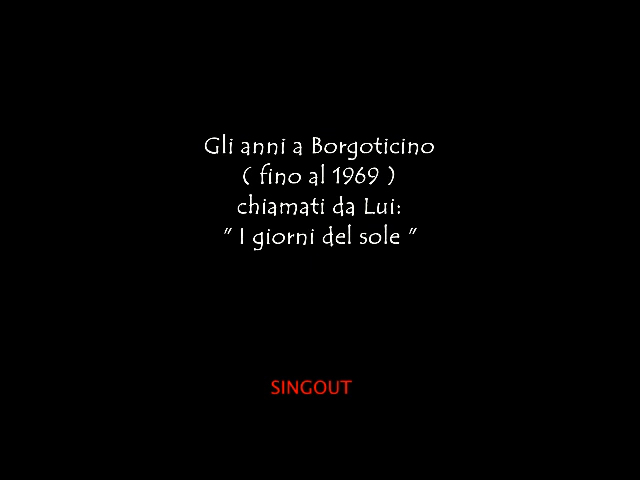 Gli anni a Borgoticino
( fino al 1969 )
chiamati da Lui:
" I giorni del sole "
SINGOUT